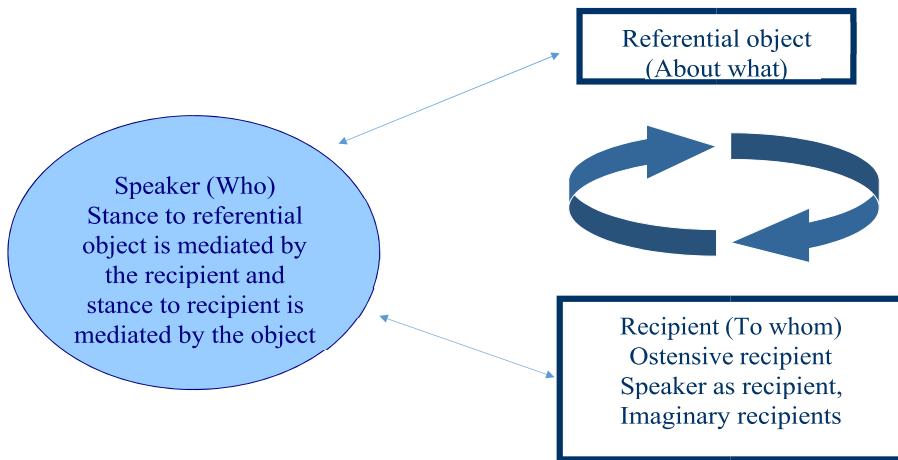 Referential object
(About what)
Speaker (Who)
Stance to referential
object is mediated by
the recipient and
stance to recipient is
mediated by the object
Recipient (To whom)
Ostensive recipient
Speaker as recipient,
Imaginary recipients